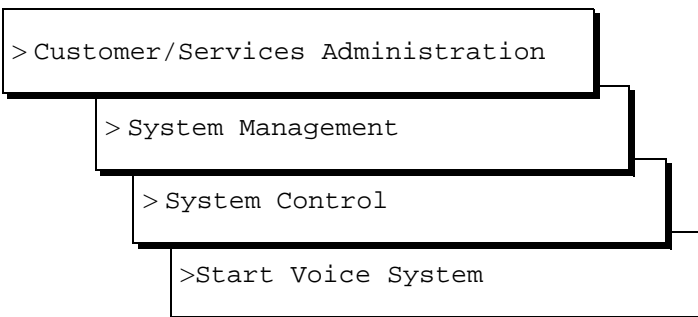 > Customer/Services Administration
> System Management
> System Control
>Start Voice System